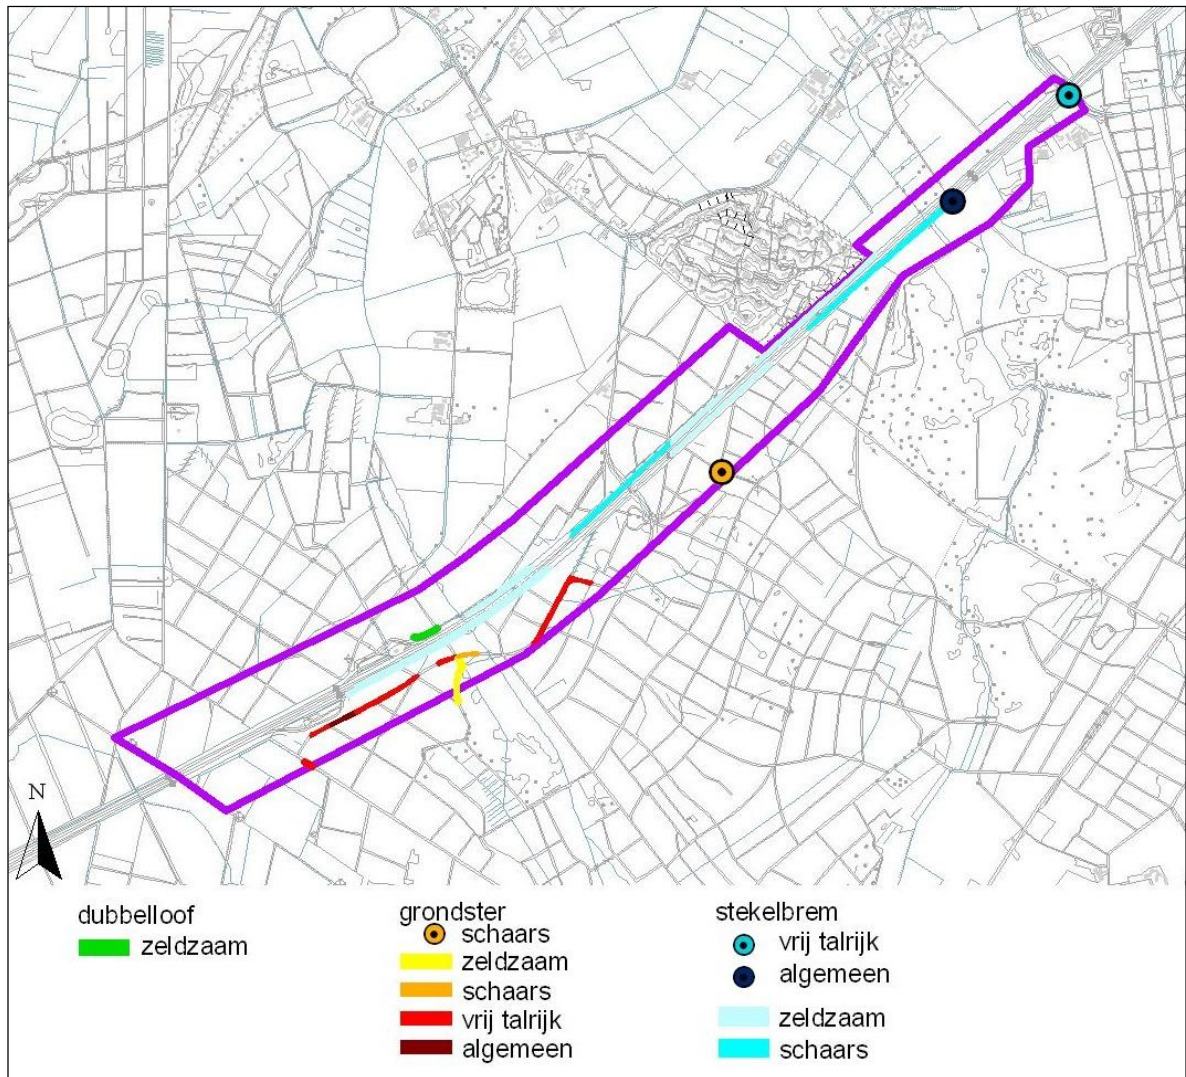 N
dubbelloof
zeldzaam
grondster
schaars
zeldzaam
schaars
vrij talrijk
algemeen
stekelbrem
vrij talrijk
algemeen
zeldzaam
schaars